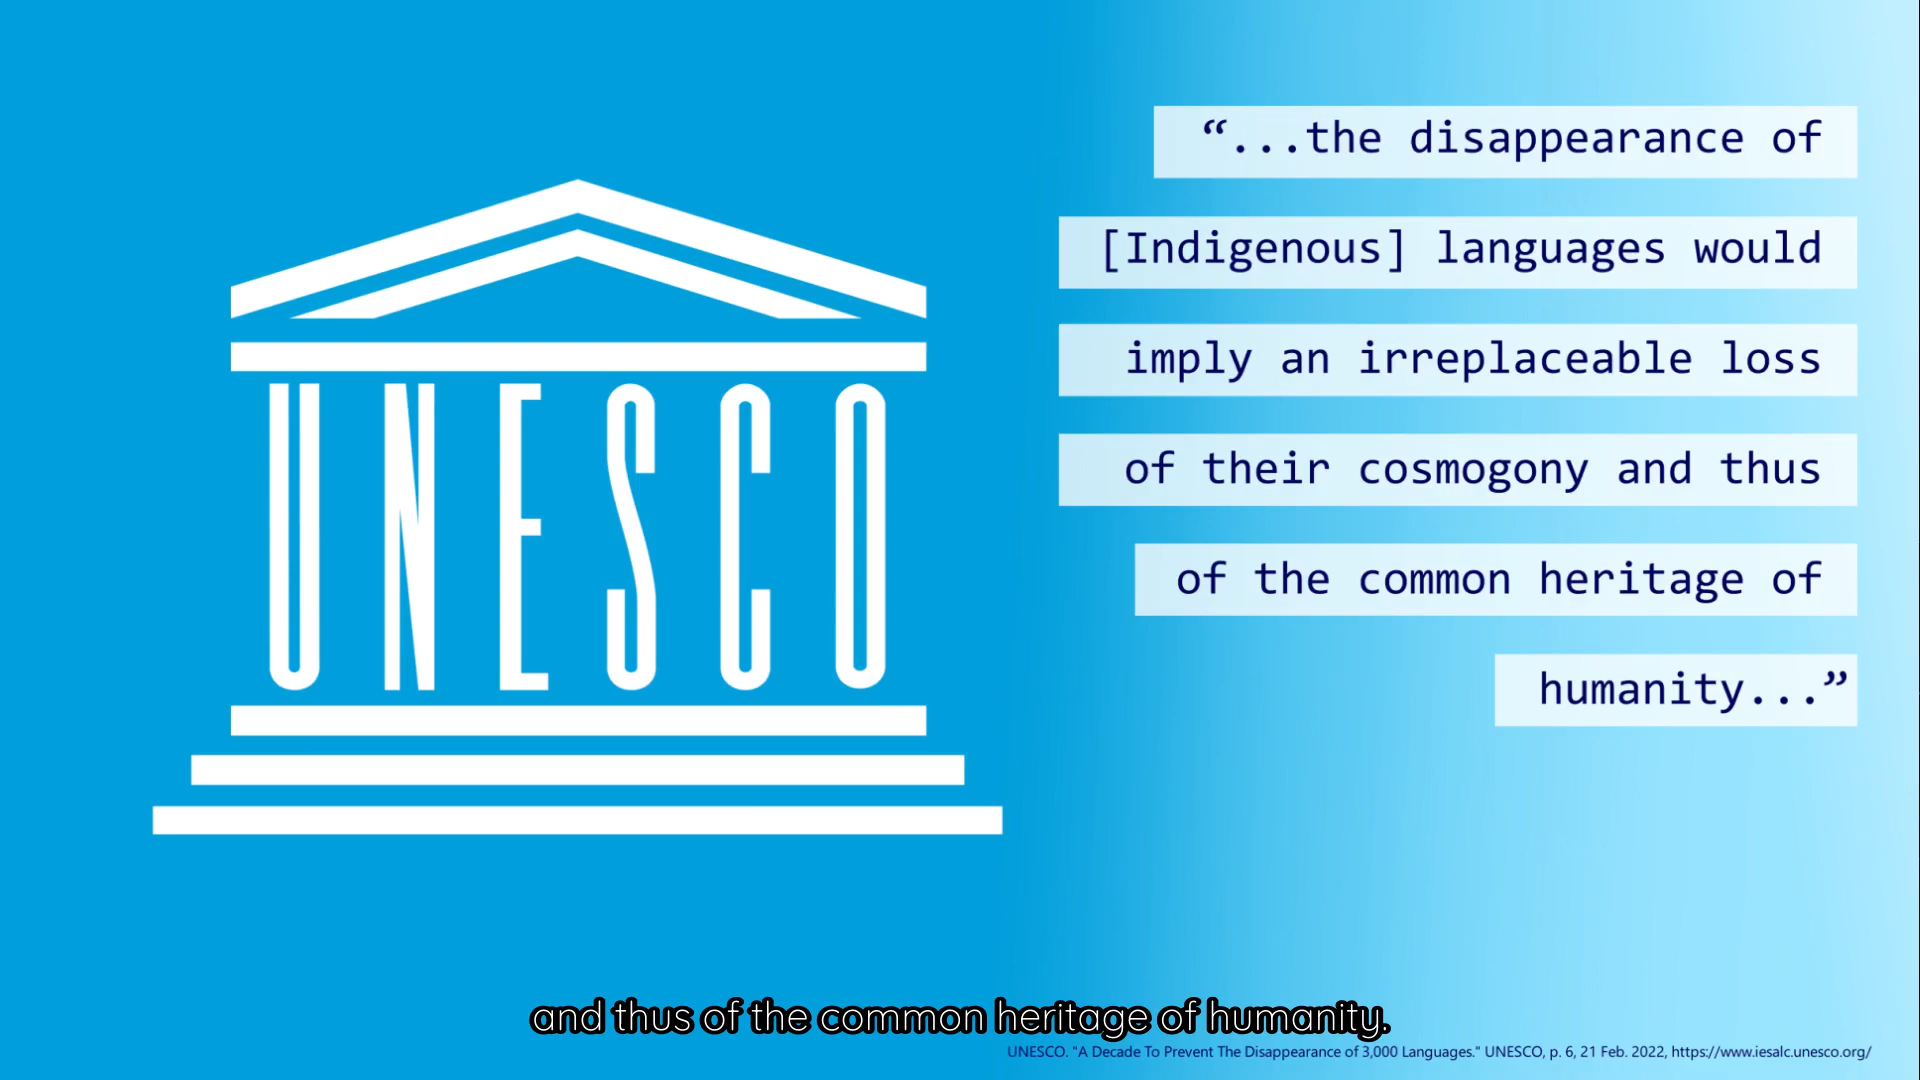 UNESCO
“...the disappearance of
[Indigenous] languages would
imply an irreplaceable loss
of their cosmogony and thus
of the common heritage of
humanity...”
and thus of the common heritage of humanity.
UNESCO. "A Decade To Prevent The Disappearance of 3,000 Languages." UNESCO, p. 6, 21 Feb. 2022, https://www.iesalc.unesco.org/